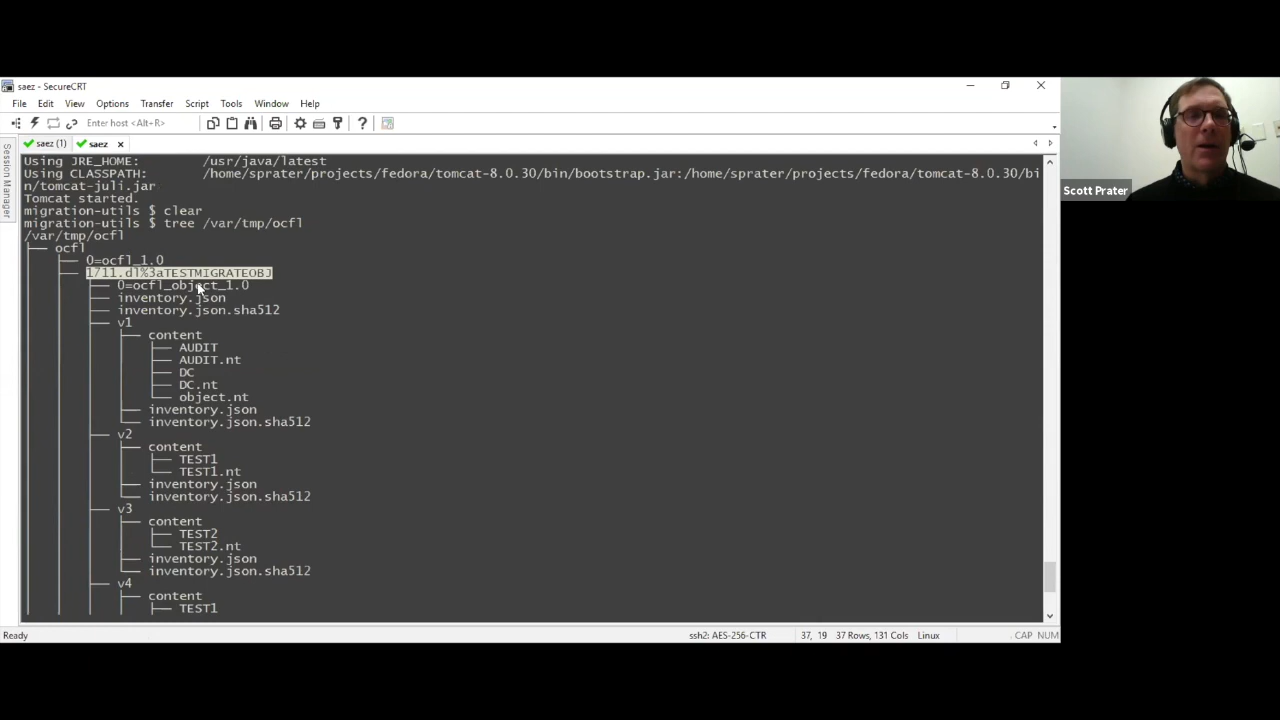 saez - SecureCRT
File Edit View Options Transfer Script Tools Window Help
Enter host <Alt+R>
saez (1) saez
Session Manager
Using JRE_HOME: /usr/java/latest
Using CLASSPATH: /home/sprater/projects/fedora/tomcat-8.0.30/bin/bootstrap.jar:/home/sprater/projects/fedora/tomcat-8.0.30/bi
n/tomcat-juli.jar
Tomcat started.
migration-utils $ clear
migration-utils $ tree /var/tmp/ocfl
/var/tmp/ocfl
├── ocfl
│   ├── 0=ocfl_1.0
│   ├── 1711.dl%3aTESTMIGRATEOBJ
│   │   ├── 0=ocfl_object_1.0
│   │   ├── inventory.json
│   │   ├── inventory.json.sha512
│   │   ├── v1
│   │   │   ├── content
│   │   │   │   ├── AUDIT
│   │   │   │   ├── AUDIT.nt
│   │   │   │   ├── DC
│   │   │   │   ├── DC.nt
│   │   │   │   └── object.nt
│   │   │   ├── inventory.json
│   │   │   └── inventory.json.sha512
│   │   ├── v2
│   │   │   ├── content
│   │   │   │   ├── TEST1
│   │   │   │   └── TEST1.nt
│   │   │   ├── inventory.json
│   │   │   └── inventory.json.sha512
│   │   ├── v3
│   │   │   ├── content
│   │   │   │   ├── TEST2
│   │   │   │   └── TEST2.nt
│   │   │   ├── inventory.json
│   │   │   └── inventory.json.sha512
│   │   ├── v4
│   │   │   ├── content
│   │   │   │   ├── TEST1
Ready ssh2: AES-256-CTR 37, 19 37 Rows, 131 Cols Linux CAP NUM
Scott Prater